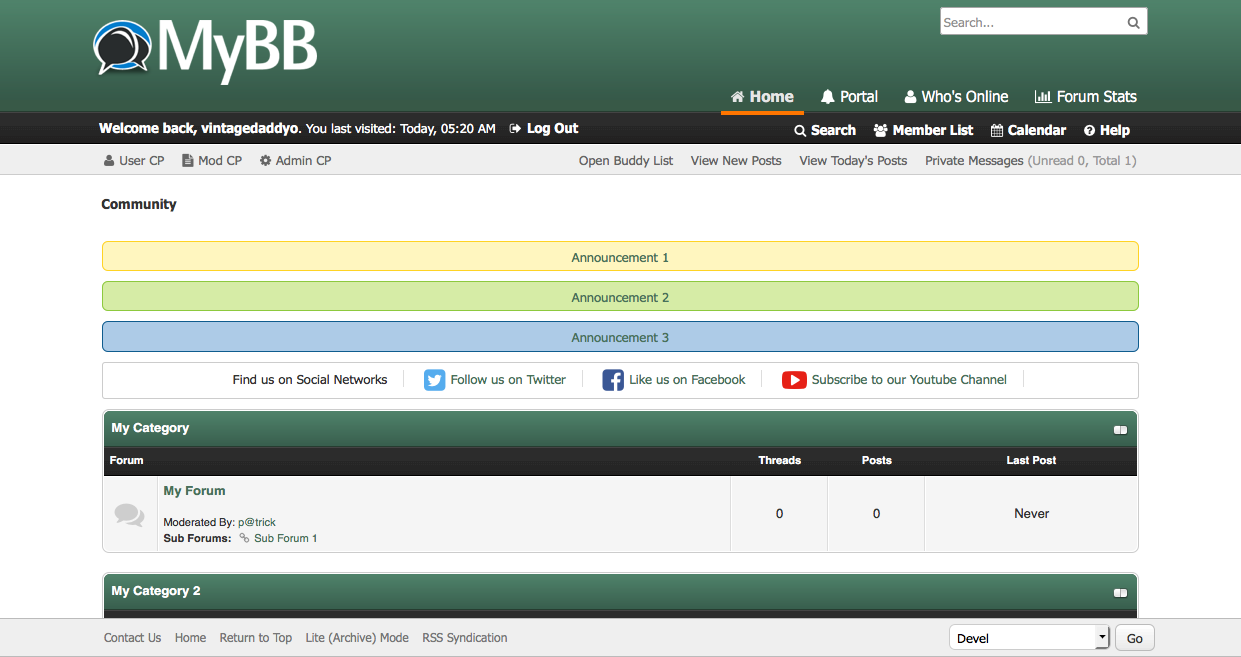 MyBB
Search...
Home Portal Who's Online Forum Stats
Welcome back, vintagedaddyo. You last visited: Today, 05:20 AM Log Out
Search Member List Calendar Help
User CP Mod CP Admin CP
Open Buddy List View New Posts View Today's Posts Private Messages (Unread 0, Total 1)
Community
Announcement 1
Announcement 2
Announcement 3
Find us on Social Networks Follow us on Twitter Like us on Facebook Subscribe to our Youtube Channel
My Category
Forum Threads Posts Last Post
My Forum
0 0 Never
Moderated By: p@trick
Sub Forums: Sub Forum 1
My Category 2
Contact Us Home Return to Top Lite (Archive) Mode RSS Syndication
Devel Go